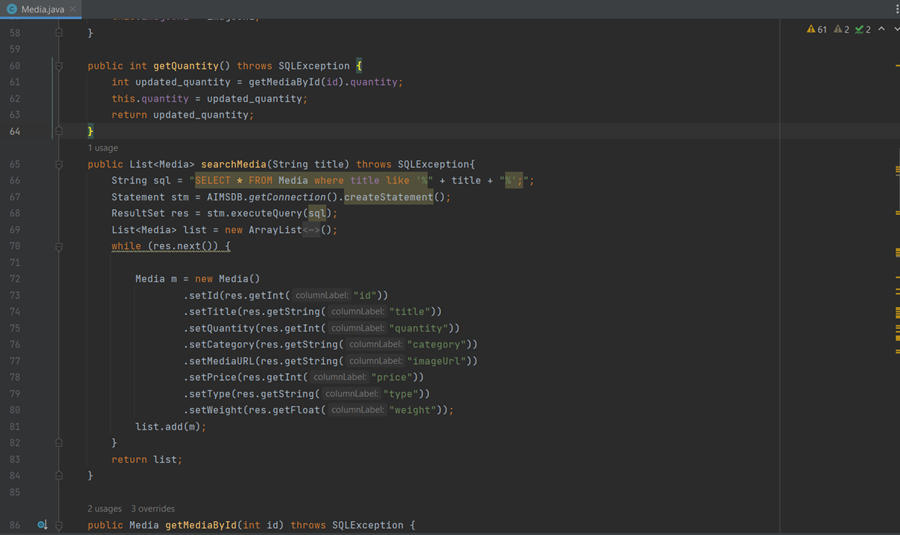 Media.java
61 2 2
58 }
59
60 public int getQuantity() throws SQLException {
61 int updated_quantity = getMediaById(id).quantity;
62 this.quantity = updated_quantity;
63 return updated_quantity;
64 }
1 usage
65 public List<Media> searchMedia(String title) throws SQLException{
66 String sql = "SELECT * FROM Media where title like '%" + title + "%';";
67 Statement stm = AIMSDB.getConnection().createStatement();
68 ResultSet res = stm.executeQuery(sql);
69 List<Media> list = new ArrayList<~>();
70 while (res.next()) {
71
72 Media m = new Media()
73 .setId(res.getInt( columnLabel: "id"))
74 .setTitle(res.getString( columnLabel: "title"))
75 .setQuantity(res.getInt( columnLabel: "quantity"))
76 .setCategory(res.getString( columnLabel: "category"))
77 .setMediaURL(res.getString( columnLabel: "imageUrl"))
78 .setPrice(res.getInt( columnLabel: "price"))
79 .setType(res.getString( columnLabel: "type"))
80 .setWeight(res.getFloat( columnLabel: "weight"));
81 list.add(m);
82 }
83 return list;
84 }
85
2 usages 3 overrides
86 public Media getMediaById(int id) throws SQLException {